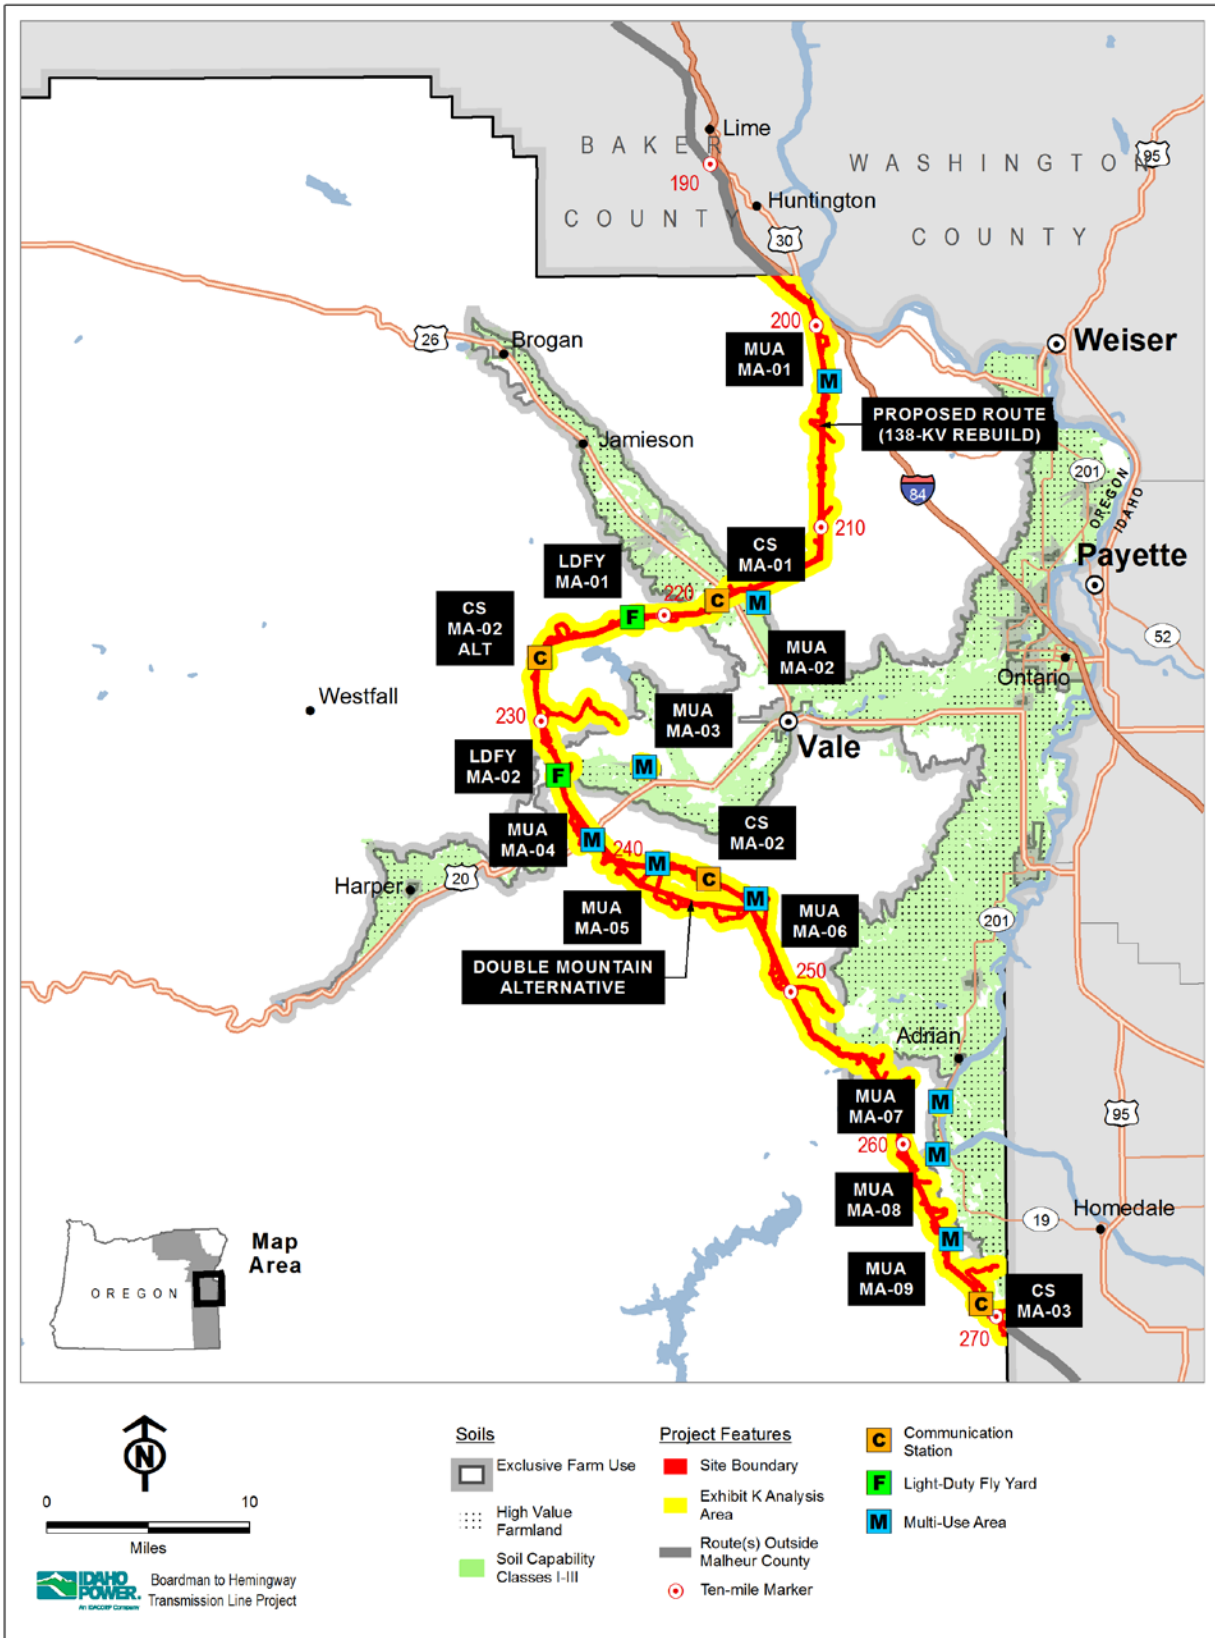 Lime
BAKER
190
WASHINGTON
95
COUNTY
Huntington
30
COUNTY
200
26
Brogan
MUA
MA-01
Weiser
PROPOSED ROUTE
(138-KV REBUILD)
Jamieson
201
84
OREGON
IDAHO
210
CS
MA-01
LDFY
MA-01
Payette
220
C
M
F
CS
MA-02
ALT
52
C
MUA
MA-02
Ontario
Westfall
230
MUA
MA-03
Vale
LDFY
MA-02
F
M
MUA
MA-04
M
240
CS
MA-02
M
C
M
Harper
20
MUA
MA-05
MUA
MA-06
201
DOUBLE MOUNTAIN
ALTERNATIVE
250
Adrian
MUA
MA-07
M
95
260
M
MUA
MA-08
19
Homedale
M
MUA
MA-09
C
CS
MA-03
270
OREGON
Map
Area
N
0 10
Miles
IDAHO
POWER.
An IDACORP Company
Boardman to Hemingway
Transmission Line Project
Soils
Exclusive Farm Use
High Value
Farmland
Soil Capability
Classes I-III
Project Features
Site Boundary
Exhibit K Analysis
Area
Route(s) Outside
Malheur County
Ten-mile Marker
C
Communication
Station
F
Light-Duty Fly Yard
M
Multi-Use Area